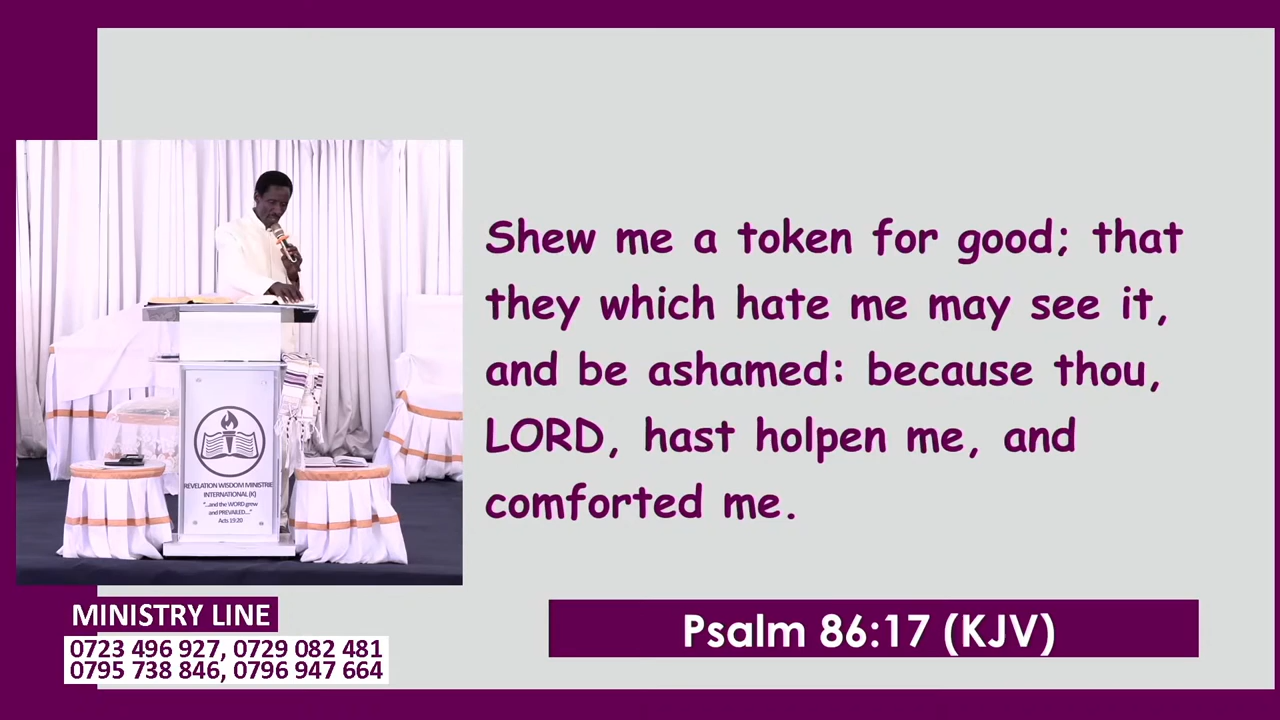 Shew me a token for good; that
they which hate me may see it,
and be ashamed: because thou,
LORD, hast holpen me, and
comforted me.
Psalm 86:17 (KJV)
REVELATION WISDOM MINISTRIE
INTERNATIONAL (K)
"...and the WORD grew
and PREVAILED...."
Acts 19:20
MINISTRY LINE
0723 496 927, 0729 082 481
0795 738 846, 0796 947 664